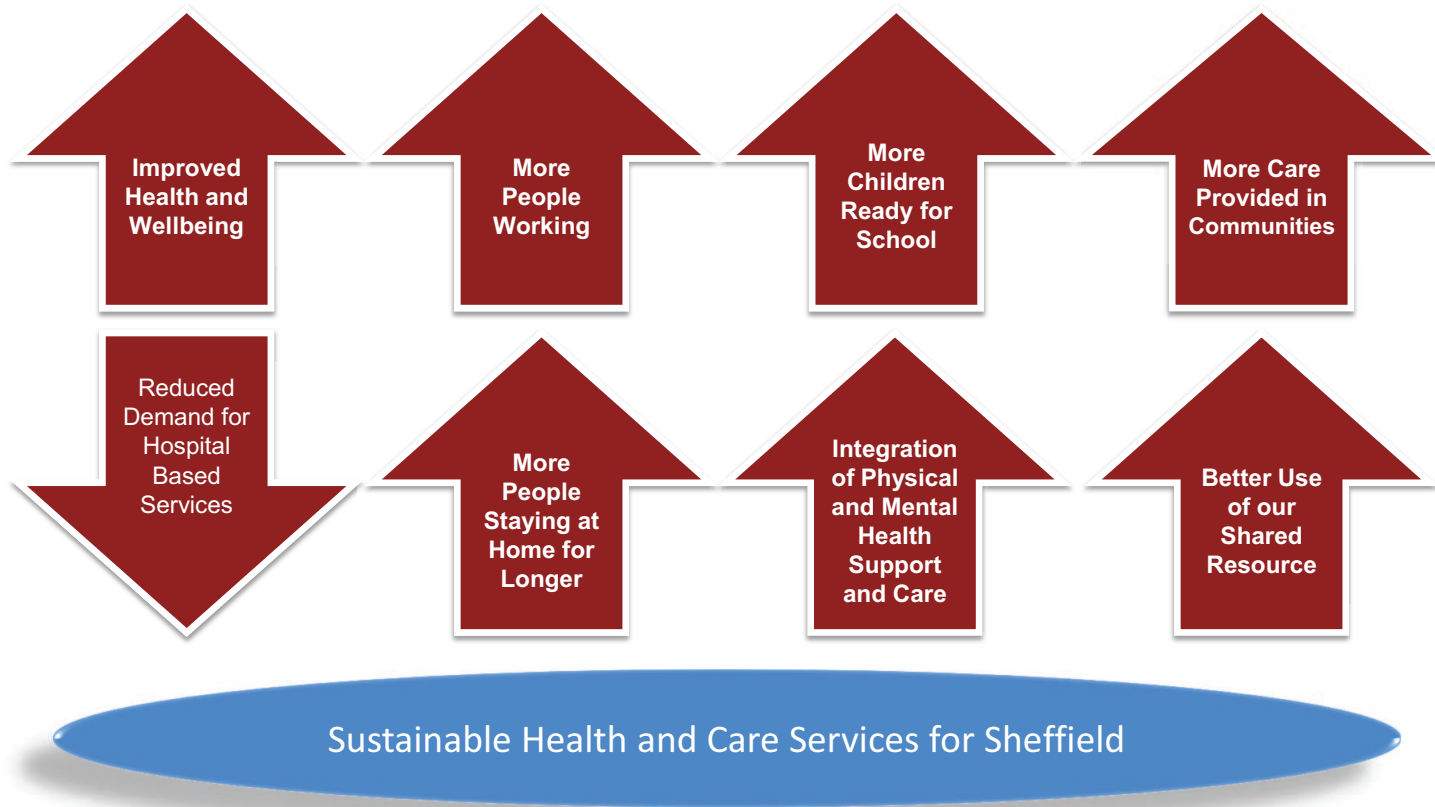 Improved
Health and
Wellbeing
More
People
Working
More
Children
Ready for
School
More Care
Provided in
Communities
Reduced
Demand for
Hospital
Based
Services
More
People
Staying at
Home for
Longer
Integration
of Physical
and Mental
Health
Support
and Care
Better Use
of our
Shared
Resource
Sustainable Health and Care Services for Sheffield